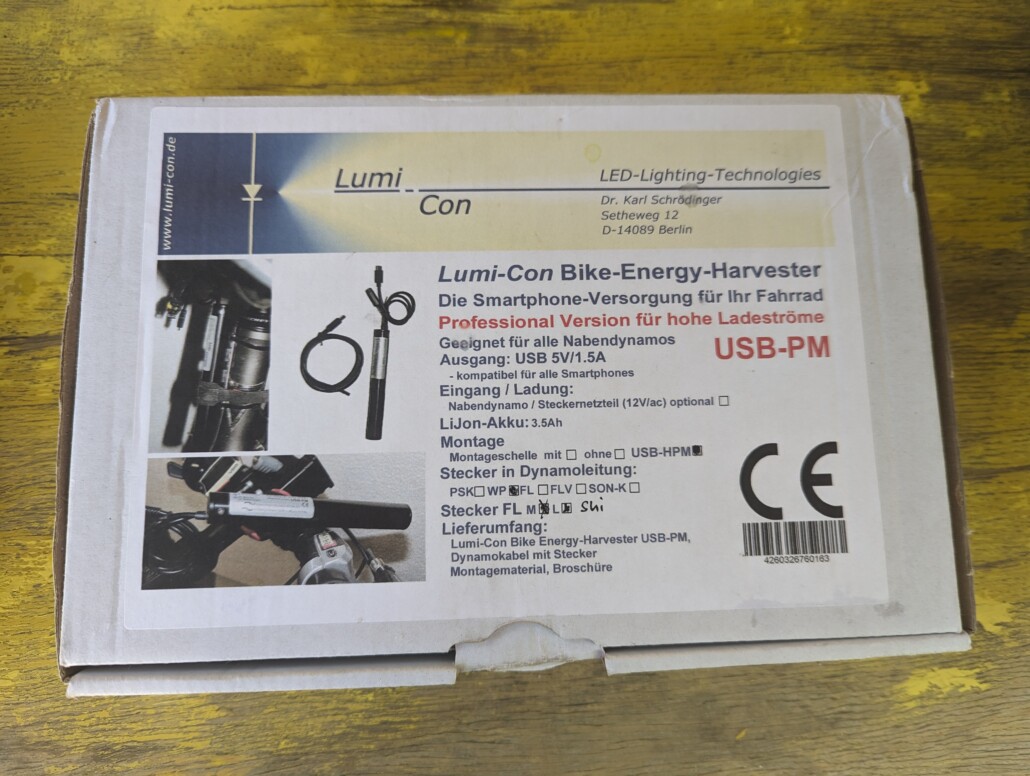 www.lumi-con.de
Lumi
Con
LED-Lighting-Technologies
Dr. Karl Schrödinger
Setheweg 12
D-14089 Berlin
Lumi-Con Bike-Energy-Harvester
Die Smartphone-Versorgung für Ihr Fahrrad
Professional Version für hohe Ladeströme
Geeignet für alle Nabendynamos
USB-PM
Ausgang: USB 5V/1.5A
- kompatibel für alle Smartphones
Eingang / Ladung:
Nabendynamo / Steckernetzteil (12V/ac) optional ☐
LiJon-Akku: 3.5Ah
Montage
Montageschelle mit ☐ ohne ☐ USB-HPM ■
Stecker in Dynamoleitung:
PSK ☐ WP ■ FL ☐ FLV ☐ SON-K ☐
Stecker FL M ☒ L ☒ Shi
Lieferumfang:
Lumi-Con Bike Energy-Harvester USB-PM,
Dynamokabel mit Stecker
Montagematerial, Broschüre
CE
4260326760163